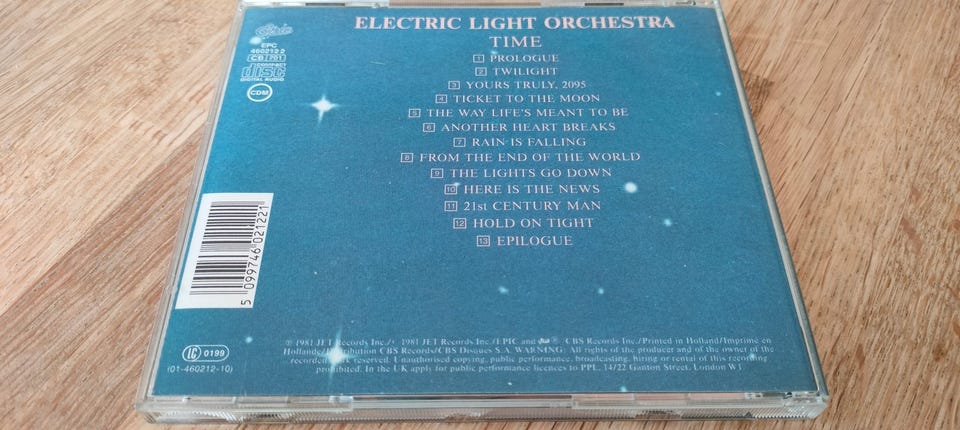 ELECTRIC LIGHT ORCHESTRA
TIME
1 PROLOGUE
2 TWILIGHT
3 YOURS TRULY, 2095
4 TICKET TO THE MOON
5 THE WAY LIFE'S MEANT TO BE
6 ANOTHER HEART BREAKS
7 RAIN IS FALLING
8 FROM THE END OF THE WORLD
9 THE LIGHTS GO DOWN
10 HERE IS THE NEWS
11 21st CENTURY MAN
12 HOLD ON TIGHT
13 EPILOGUE
Epic
EPC
460212 2
CB 701
COMPACT
disc
DIGITAL AUDIO
CDM
5 099746 021221
LC 0199
(01-460212-10)
℗ 1981 JET Records Inc./© 1981 JET Records Inc./EPIC and ℗ CBS Records Inc./Printed in Holland/Imprimé en
Hollande/Distribution CBS Records/CBS Disques S.A. WARNING: All rights of the producer and of the owner of the
recorded reserved. Unauthorised copying, public performance, broadcasting, hiring or rental of this recording
prohibited. In the UK apply for public performance licences to PPL, 14/22 Ganton Street, London W1